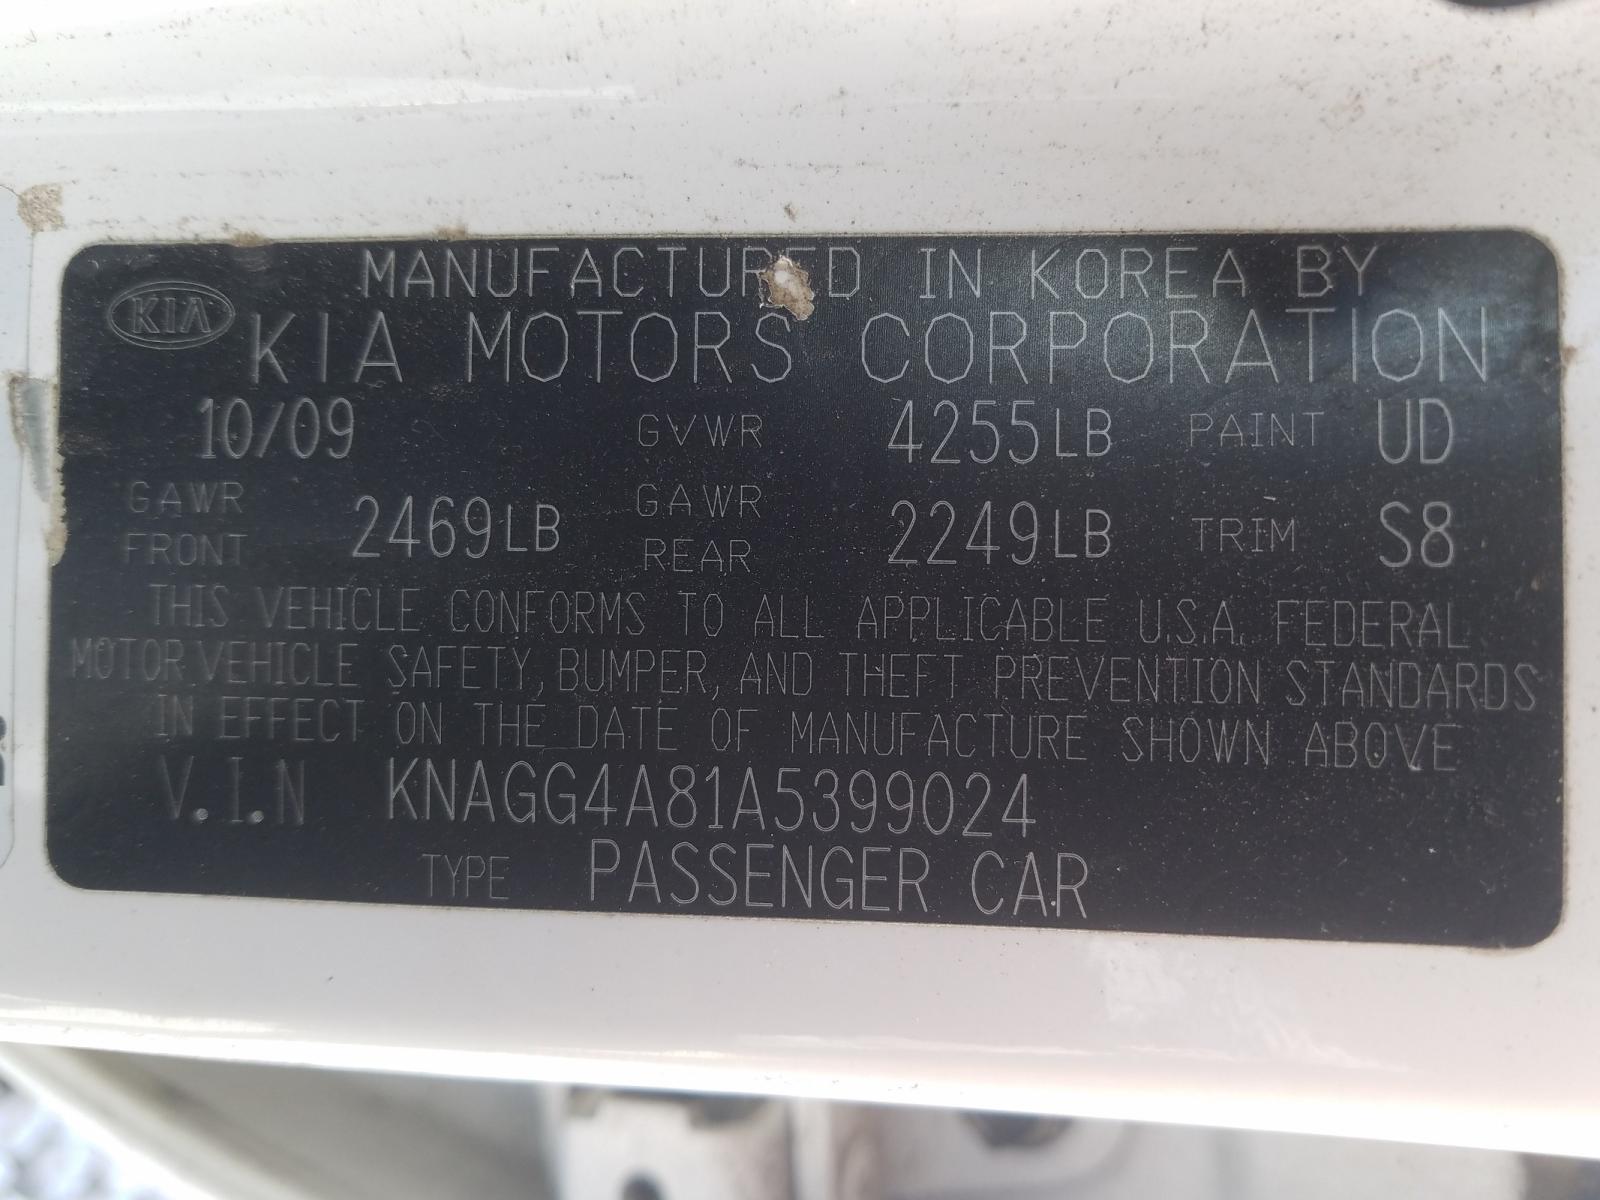 MANUFACTURED IN KOREA BY
KIA
KIA MOTORS CORPORATION
10/09 GVWR 4255LB PAINT UD
GAWR FRONT 2469LB GAWR REAR 2249LB TRIM S8
THIS VEHICLE CONFORMS TO ALL APPLICABLE U.S.A. FEDERAL
MOTOR VEHICLE SAFETY, BUMPER, AND THEFT PREVENTION STANDARDS
IN EFFECT ON THE DATE OF MANUFACTURE SHOWN ABOVE
V.I.N KNAGG4A81A5399024
TYPE PASSENGER CAR